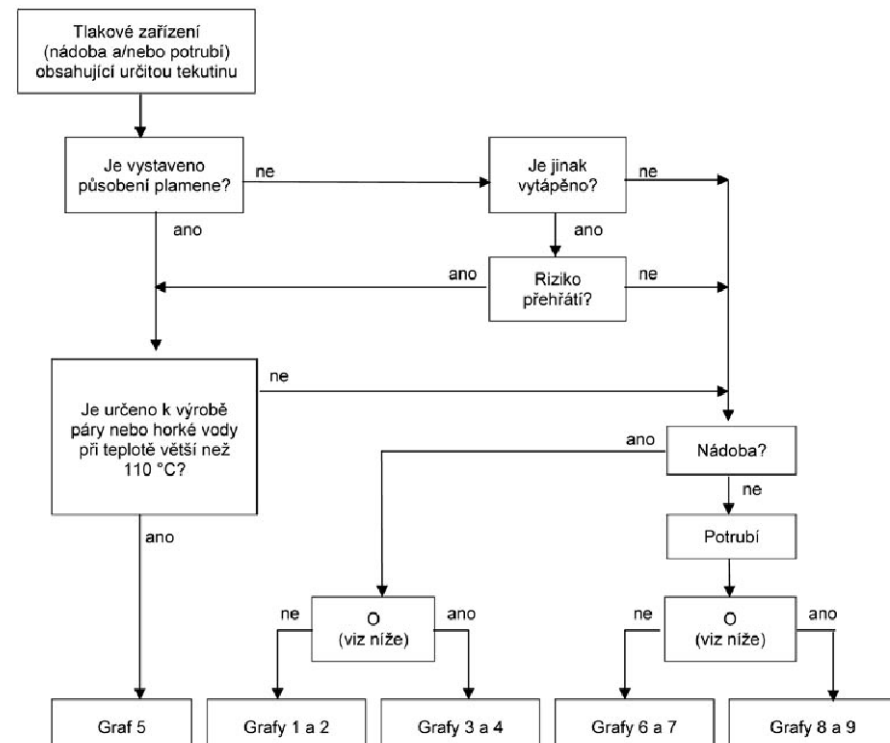 Tlakové zařízení
(nádoba a/nebo potrubí)
obsahující určitou tekutinu
Je vystaveno
působení plamene?
ne
Je jinak
vytápěno?
ne
ano
ano
ano
Riziko
přehřátí?
ne
Je určeno k výrobě
páry nebo horké vody
při teplotě větší než
110 °C?
ne
ano
Nádoba?
ne
ano
Potrubí
ne
O
(viz níže)
ano
ne
O
(viz níže)
ano
Graf 5
Grafy 1 a 2
Grafy 3 a 4
Grafy 6 a 7
Grafy 8 a 9